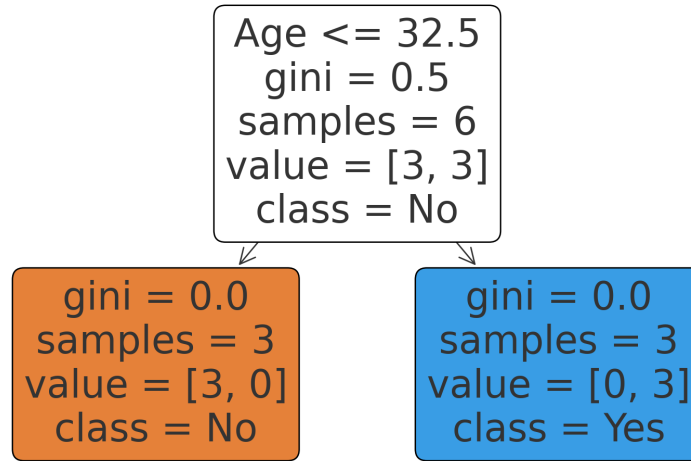 Age <= 32.5
gini = 0.5
samples = 6
value = [3, 3]
class = No
gini = 0.0
samples = 3
value = [3, 0]
class = No
gini = 0.0
samples = 3
value = [0, 3]
class = Yes